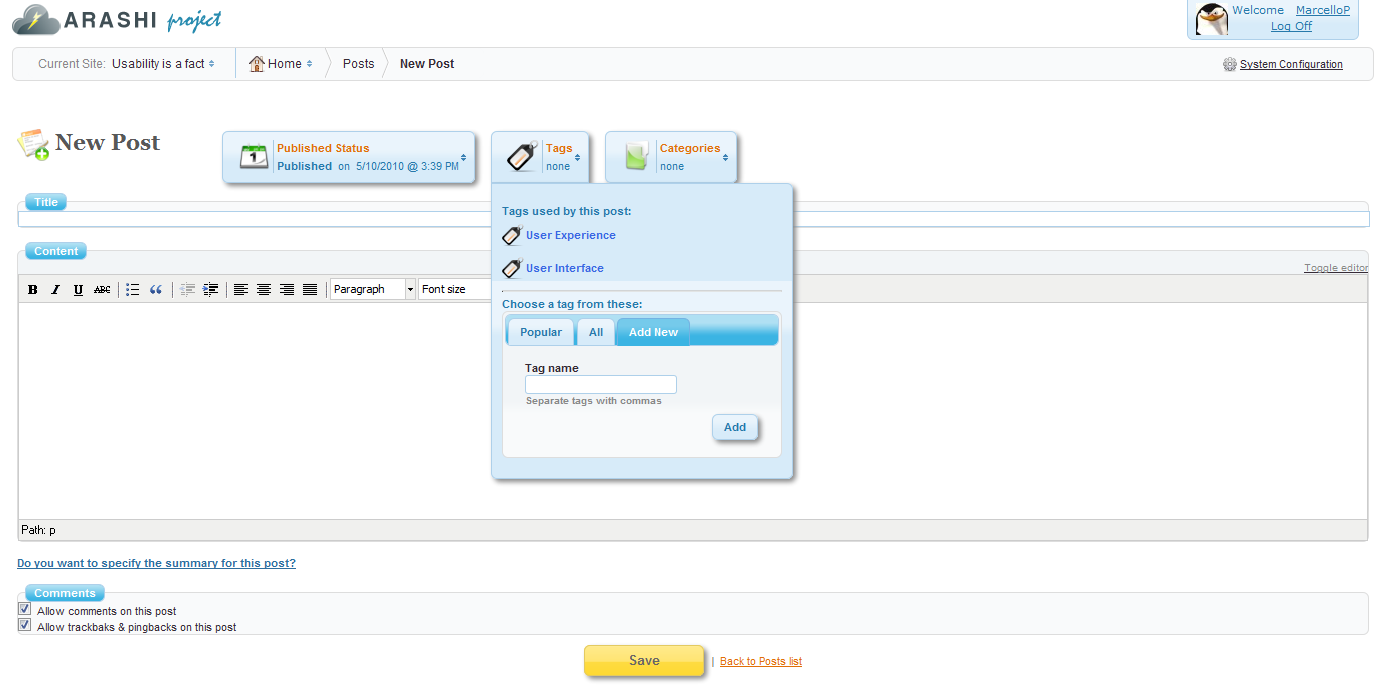 ARASHI project
Welcome MarcelloP
Log Off
Current Site: Usability is a fact Home Posts New Post System Configuration
New Post
Published Status
Published on 5/10/2010 @ 3:39 PM
Tags
none
Categories
none
Title
Tags used by this post:
User Experience
User Interface
Content
Toggle editor
B I U ABC Paragraph Font size
Choose a tag from these:
Popular All Add New
Tag name
Separate tags with commas
Add
Path: p
Do you want to specify the summary for this post?
Comments
Allow comments on this post
Allow trackbaks & pingbacks on this post
Save | Back to Posts list